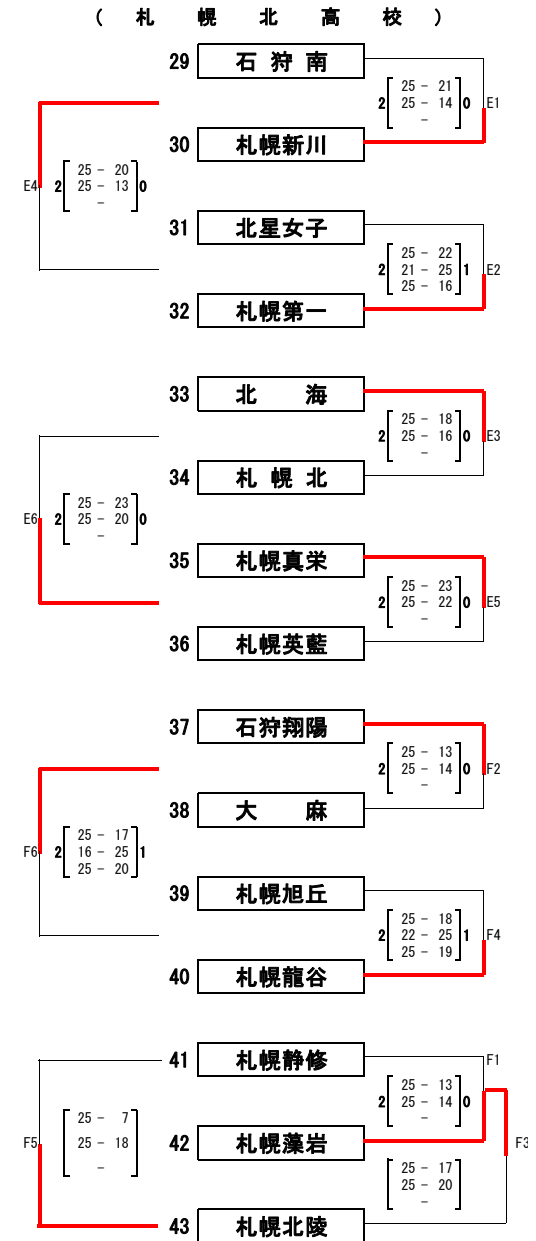 ( 札 幌 北 高 校 )
29 石 狩 南
25 － 21
2 25 － 14 0 E1
－
30 札幌新川
25 － 20
E4 2 25 － 13 0
－
31 北星女子
25 － 22
2 21 － 25 1 E2
25 － 16
32 札幌第一
33 北 海
25 － 18
2 25 － 16 0 E3
－
34 札 幌 北
25 － 23
E6 2 25 － 20 0
－
35 札幌真栄
25 － 23
2 25 － 22 0 E5
－
36 札幌英藍
37 石狩翔陽
25 － 13
2 25 － 14 0 F2
－
38 大 麻
25 － 17
F6 2 16 － 25 1
25 － 20
39 札幌旭丘
25 － 18
2 22 － 25 1 F4
25 － 19
40 札幌龍谷
41 札幌静修 F1
25 － 13
2 25 － 14 0
－
25 － 7
F5 25 － 18
－
42 札幌藻岩 F3
25 － 17
25 － 20
－
43 札幌北陵